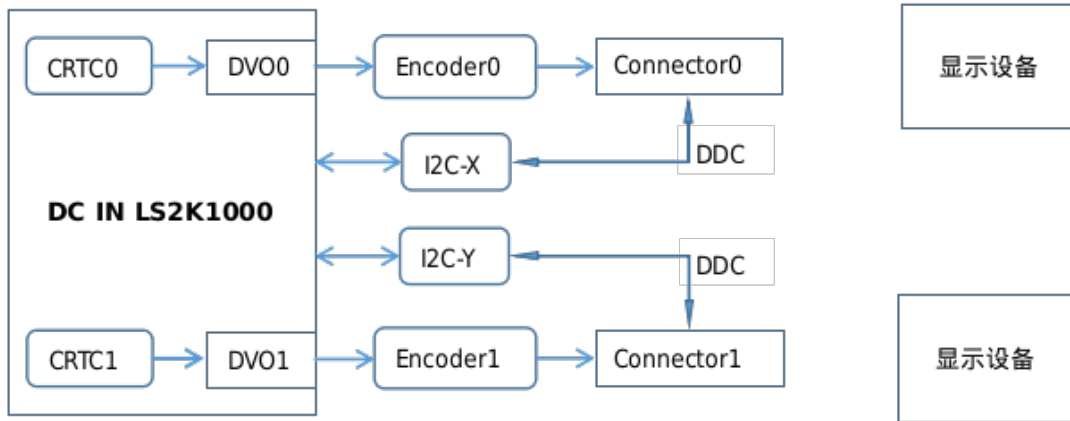 CRTC0
DVO0
Encoder0
Connector0
显示设备
I2C-X
DDC
DC IN LS2K1000
I2C-Y
DDC
CRTC1
DVO1
Encoder1
Connector1
显示设备